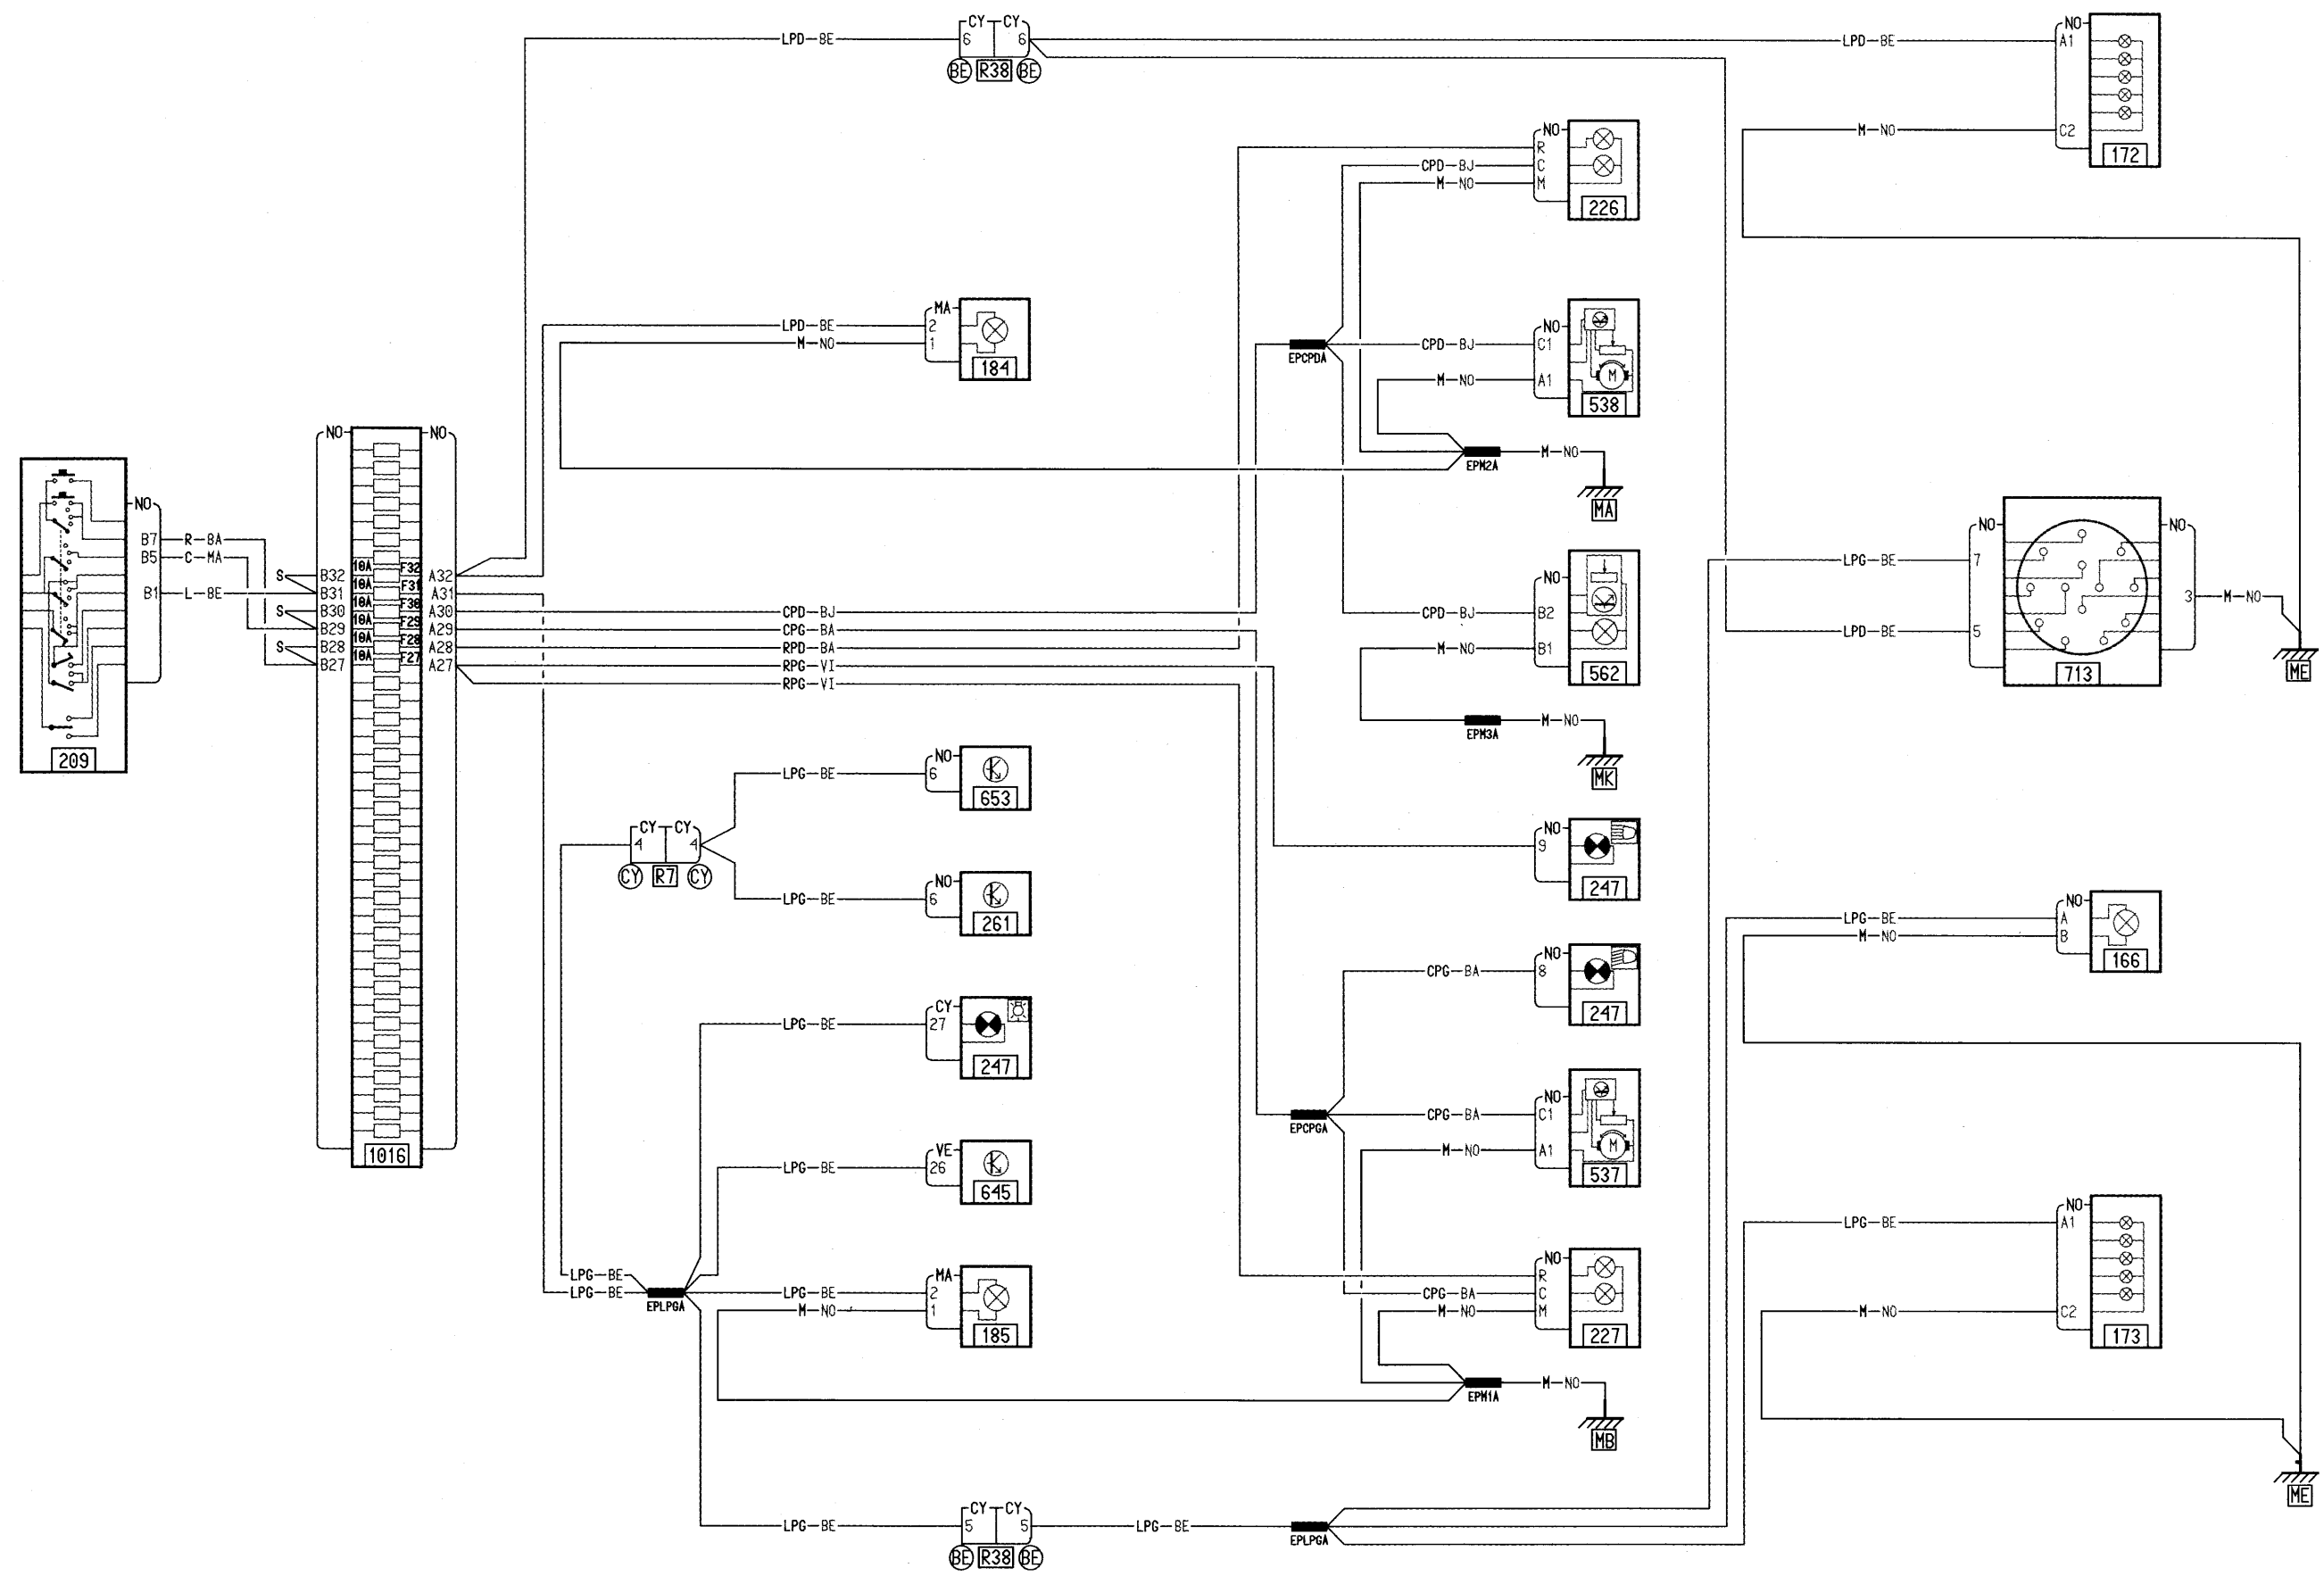 CY CY
LPD BE 6 6 LPD BE
BE R38 BE
NO
A1
M NO C2
172
NO
R
CPD BJ C
M NO M
226
MA
LPD BE 2
M NO 1
184
EPCPDA
NO
CPD BJ C1
M NO A1
538
EPM2A M NO
MA
NO
CPD BJ B2
M NO B1
562
EPM3A M NO
MK
NO NO
LPG BE 7
LPD BE 5
3 M NO
713
ME
NO
B7 R BA
B5 C MA
B1 L BE
209
NO NO
S B32 10A F32 A32
B31 10A F31 A31
S B30 10A F30 A30 CPD BJ
B29 10A F29 A29 CPG BA
S B28 10A F28 A28 RPD BA
B27 10A F27 A27 RPG VI
RPG VI
1016
NO
LPG BE 6
653
CY CY
4 4
CY R7 CY
NO
LPG BE 6
261
CY
LPG BE 27
247
VE
LPG BE 26
645
LPG BE
LPG BE
EPLPGA
MA
LPG BE 2
M NO 1
185
NO
9
247
NO
CPG BA 8
247
EPCPGA
NO
CPG BA C1
M NO A1
537
NO
R
CPG BA C
M NO M
227
EPM1A M NO
MB
NO
LPG BE A
M NO B
166
NO
LPG BE A1
M NO C2
173
ME
CY CY
LPG BE 5 5 LPG BE
BE R38 BE
EPLPGA